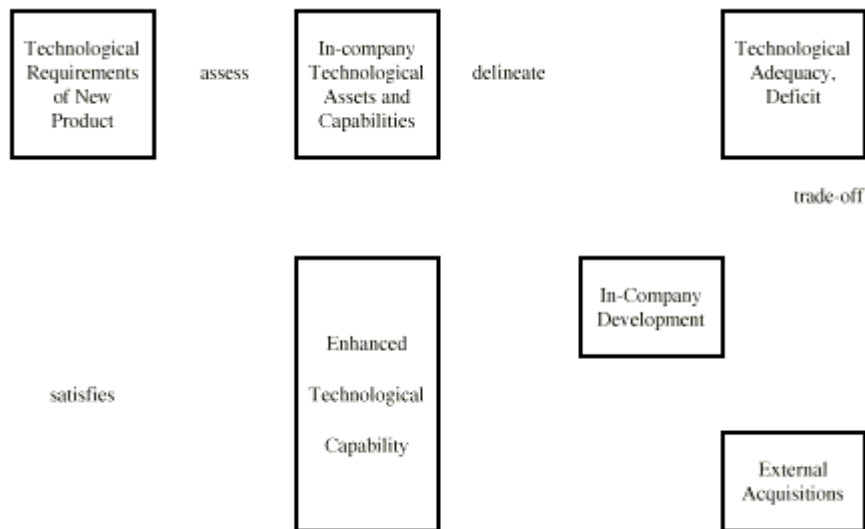 Technological
Requirements
of New
Product
assess
In-company
Technological
Assets and
Capabilities
delineate
Technological
Adequacy,
Deficit
trade-off
In-Company
Development
Enhanced
Technological
Capability
satisfies
External
Acquisitions